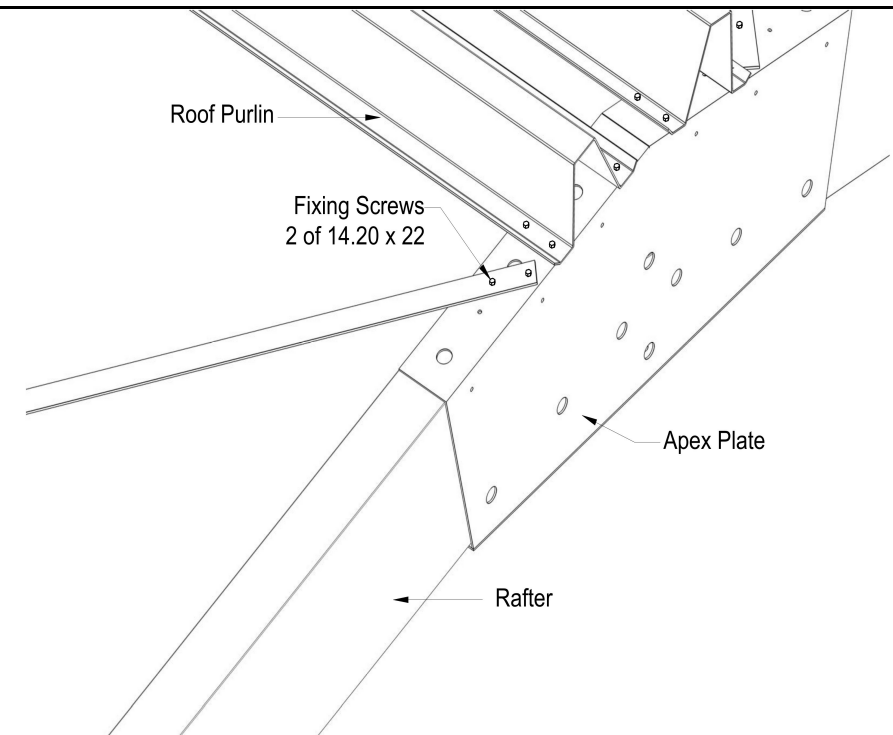 Roof Purlin
Fixing Screws
2 of 14.20 x 22
Apex Plate
Rafter